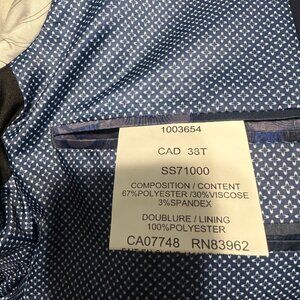 1003654
CAD 38T
SS71000
COMPOSITION / CONTENT
67%POLYESTER /30%VISCOSE
3%SPANDEX
DOUBLURE / LINING
100%POLYESTER
CA07748 RN83962